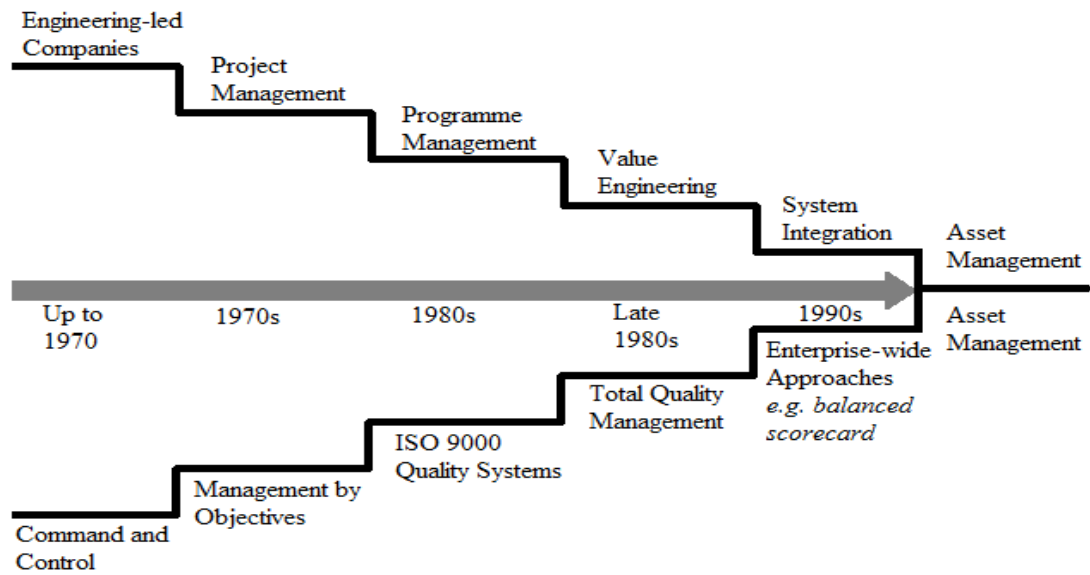 Engineering-led
Companies
Project
Management
Programme
Management
Value
Engineering
System
Integration
Asset
Management
Up to
1970
1970s
1980s
Late
1980s
1990s
Asset
Management
Enterprise-wide
Approaches
e.g. balanced
scorecard
Total Quality
Management
ISO 9000
Quality Systems
Management by
Objectives
Command and
Control